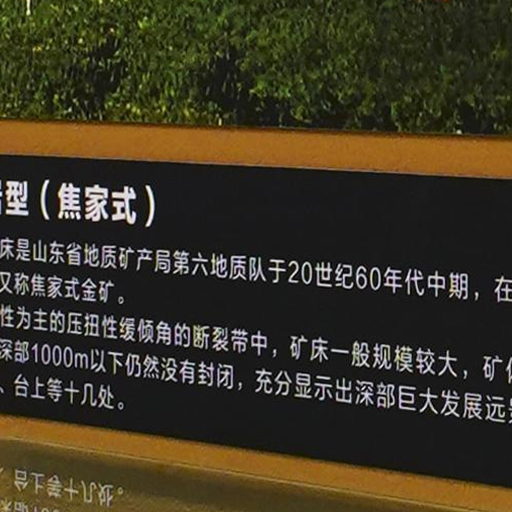 型（焦家式）
床是山东省地质矿产局第六地质队于20世纪60年代中期，在
又称焦家式金矿。
性为主的压扭性缓倾角的断裂带中，矿床一般规模较大，矿
深部1000m以下仍然没有封闭，充分显示出深部巨大发展远
、台上等十几处。